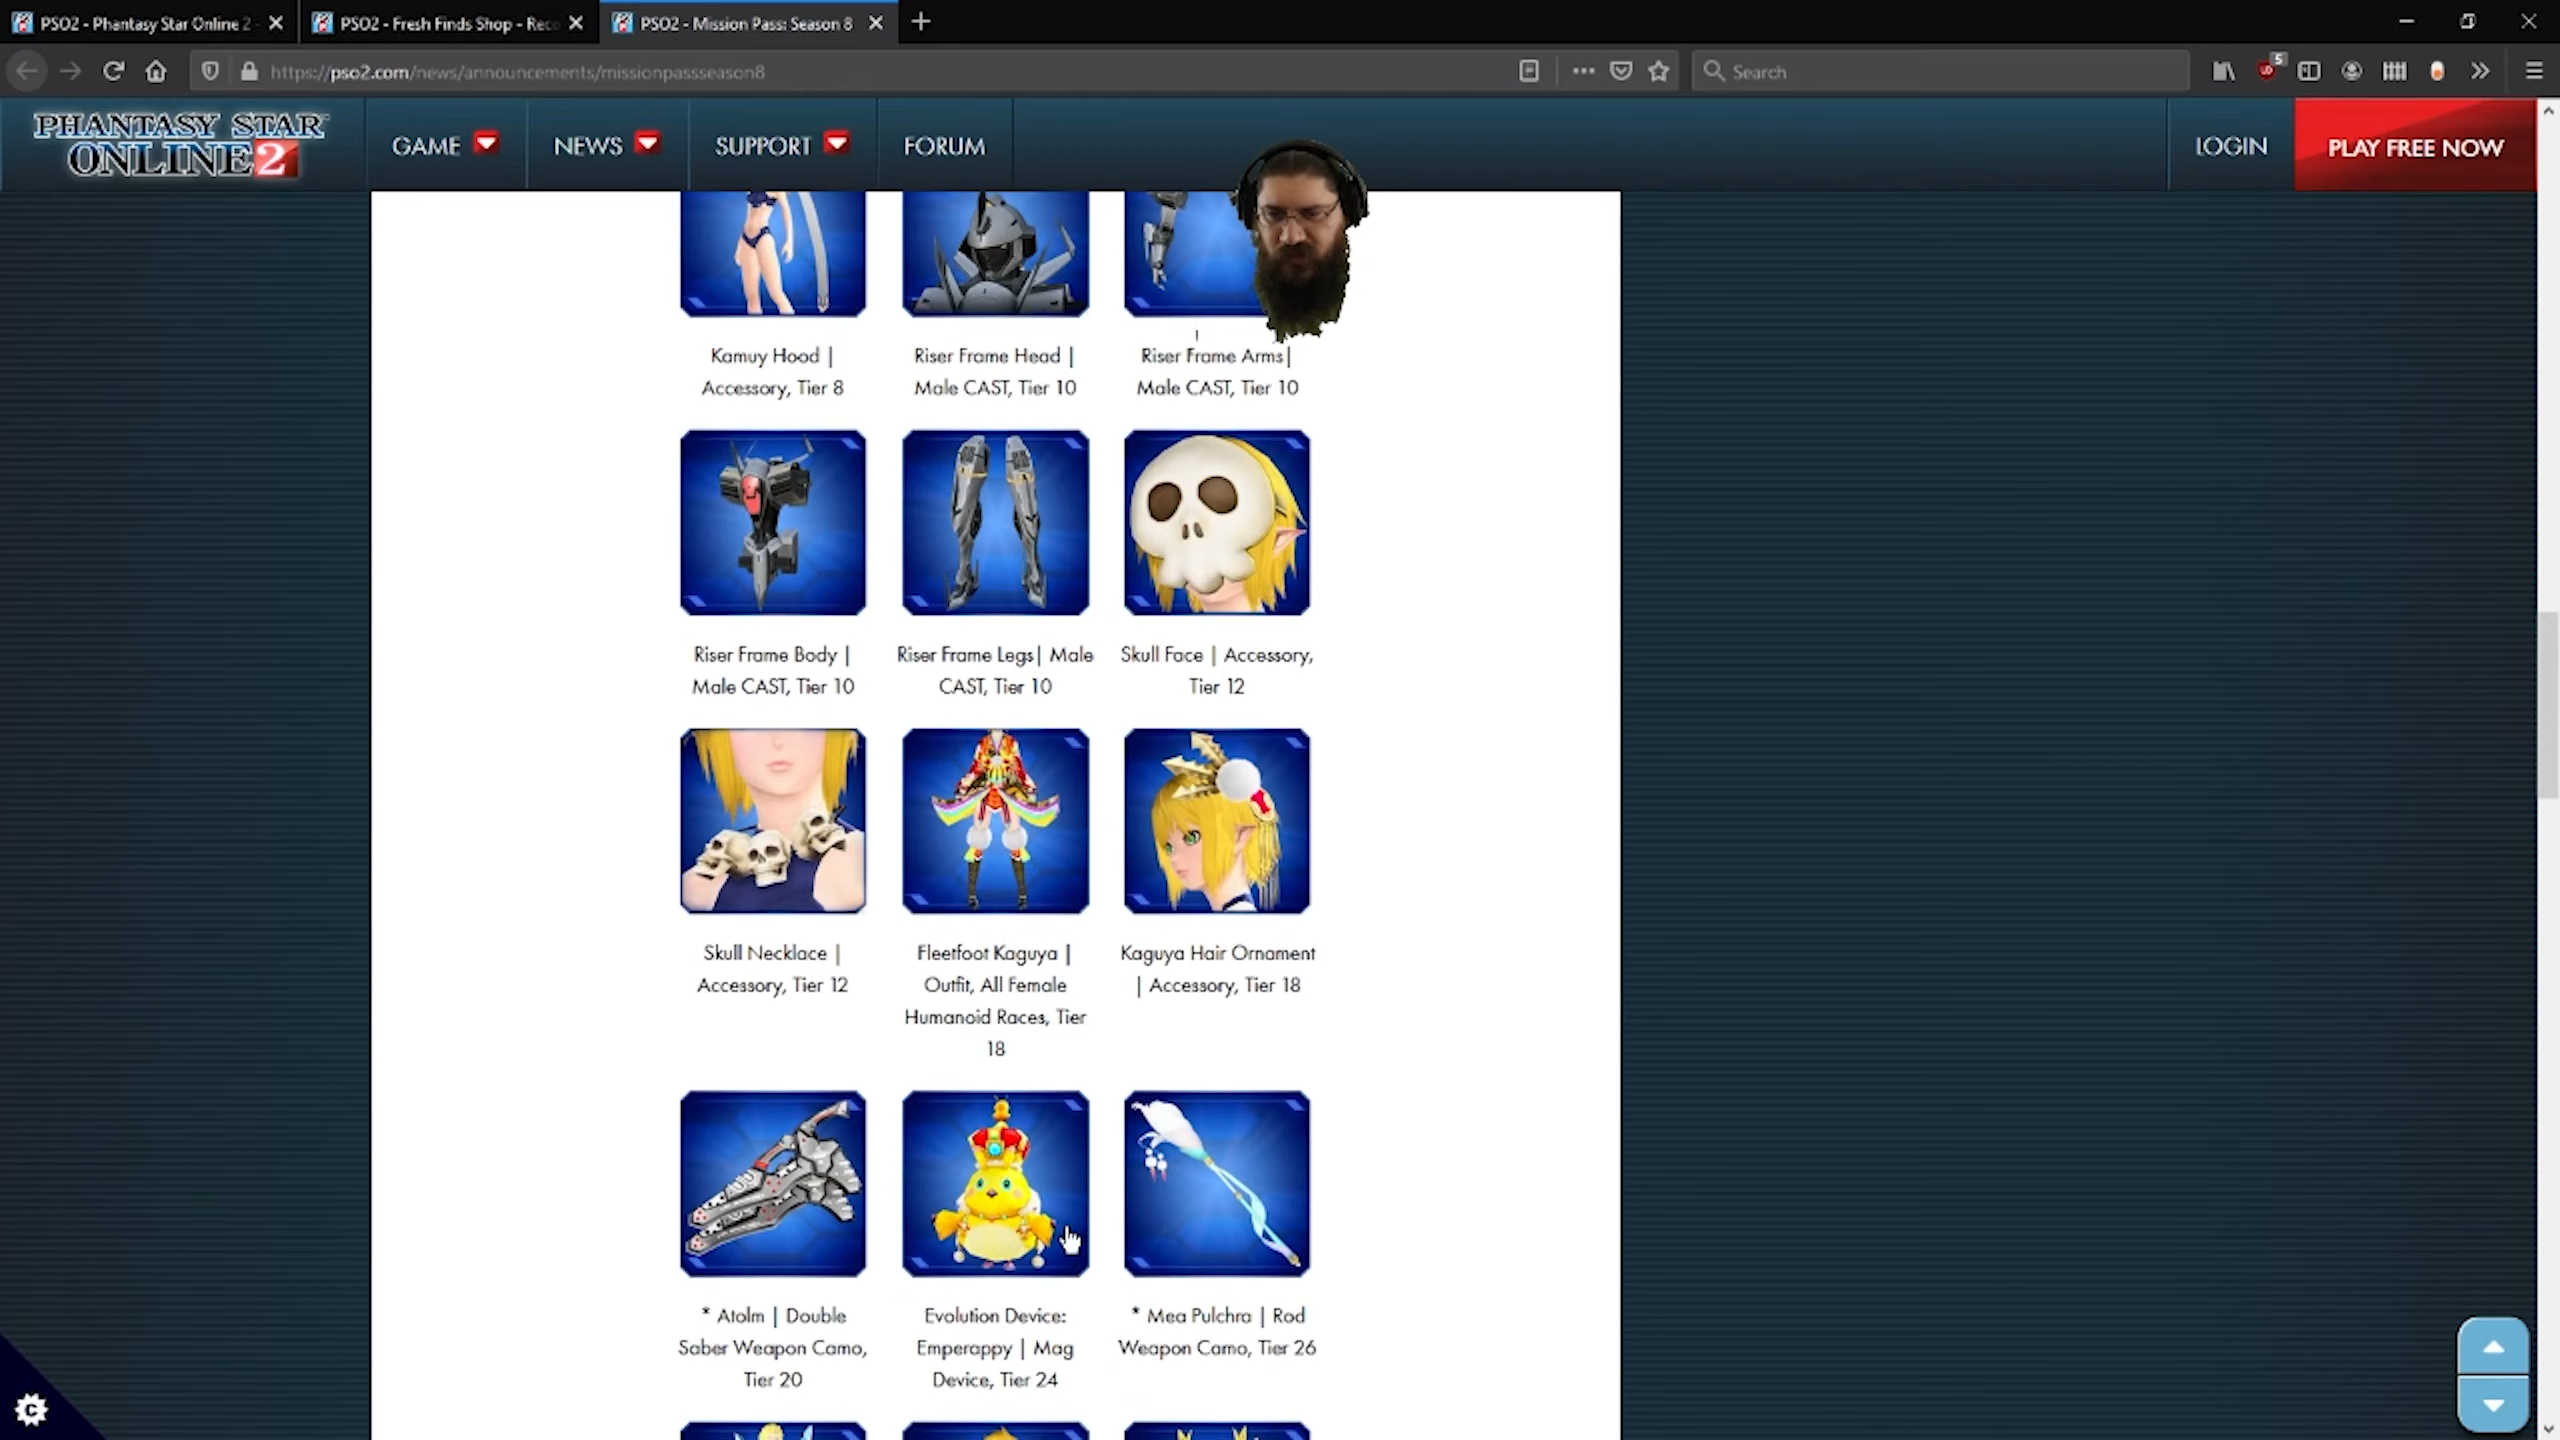 PSO2 - Phantasy Star Online 2 -
PSO2 - Fresh Finds Shop - Reco
PSO2 - Mission Pass: Season 8
https://pso2.com/news/announcements/missionpassseason8
Search
5
PHANTASY STAR
ONLINE 2
GAME
NEWS
SUPPORT
FORUM
LOGIN
PLAY FREE NOW
Kamuy Hood |
Accessory, Tier 8
Riser Frame Head |
Male CAST, Tier 10
Riser Frame Arms|
Male CAST, Tier 10
Riser Frame Body |
Male CAST, Tier 10
Riser Frame Legs| Male
CAST, Tier 10
Skull Face | Accessory,
Tier 12
Skull Necklace |
Accessory, Tier 12
Fleetfoot Kaguya |
Outfit, All Female
Humanoid Races, Tier
18
Kaguya Hair Ornament
| Accessory, Tier 18
* Atolm | Double
Saber Weapon Camo,
Tier 20
Evolution Device:
Emperappy | Mag
Device, Tier 24
* Mea Pulchra | Rod
Weapon Camo, Tier 26